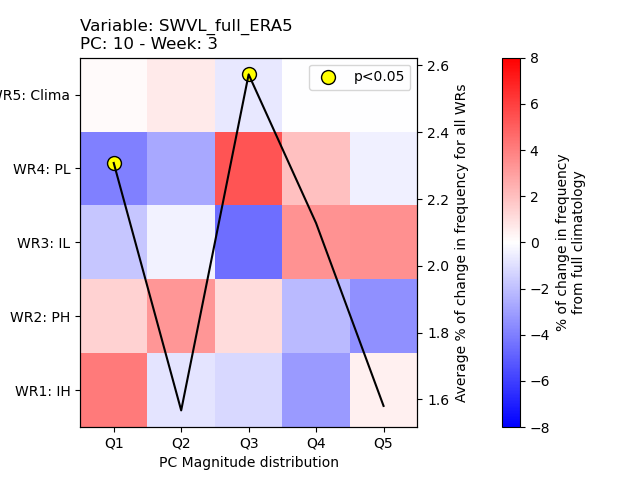 Variable: SWVL_full_ERA5
PC: 10 - Week: 3
p<0.05
WR5: Clima
WR4: PL
WR3: IL
WR2: PH
WR1: IH
Q1 Q2 Q3 Q4 Q5
PC Magnitude distribution
2.6
2.4
2.2
2.0
1.8
1.6
Average % of change in frequency for all WRs
8
6
4
2
0
−2
−4
−6
−8
% of change in frequency
from full climatology